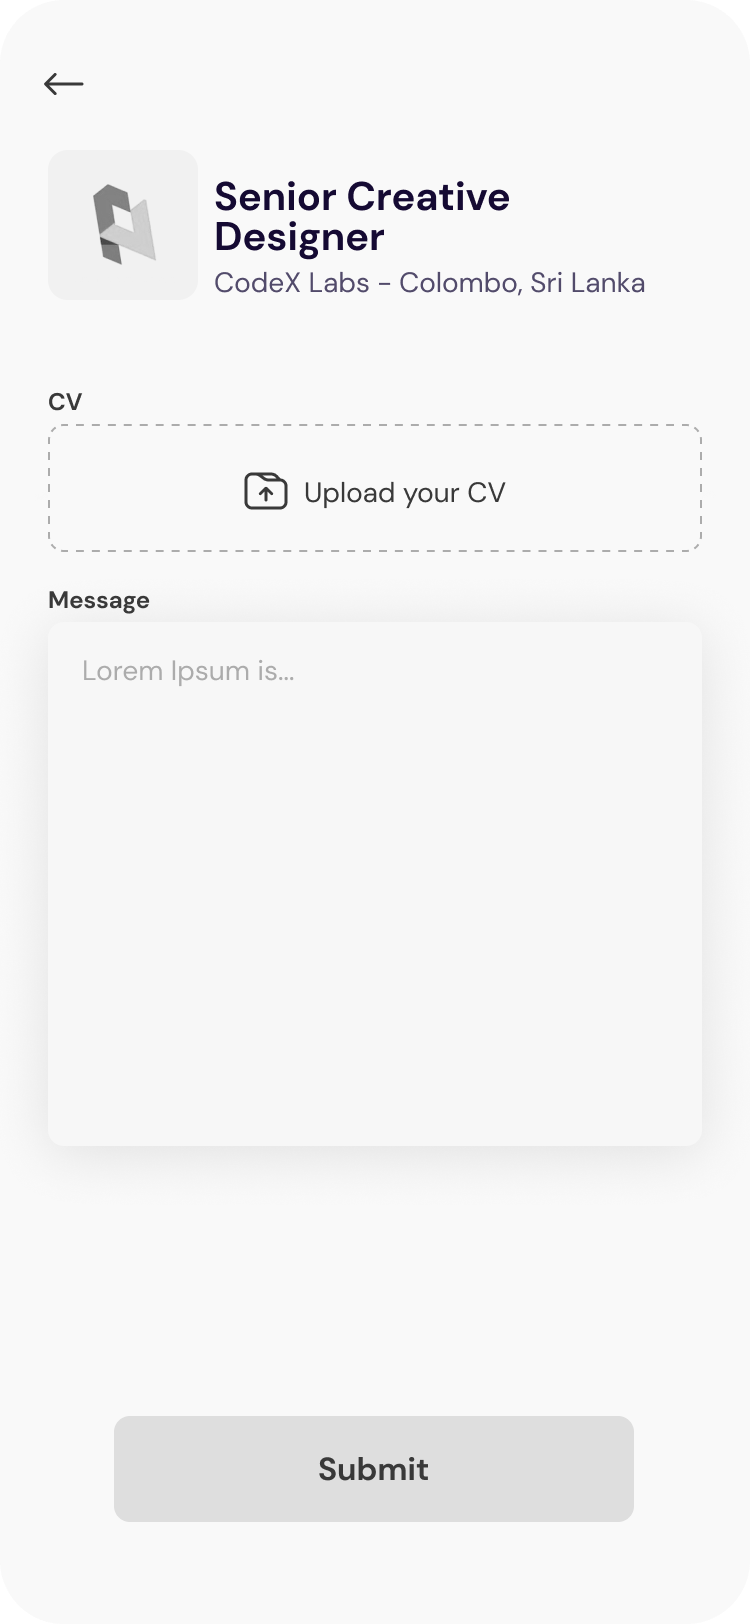 Senior Creative
Designer
CodeX Labs - Colombo, Sri Lanka
CV
Upload your CV
Message
Lorem Ipsum is...
Submit